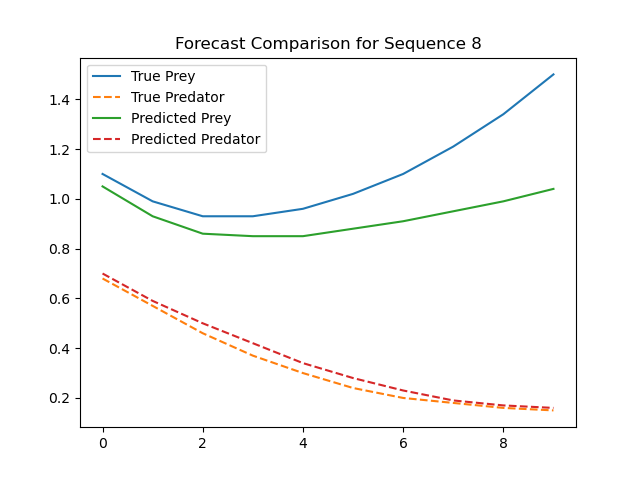 Forecast Comparison for Sequence 8
True Prey
True Predator
Predicted Prey
Predicted Predator
1.4
1.2
1.0
0.8
0.6
0.4
0.2
0 2 4 6 8